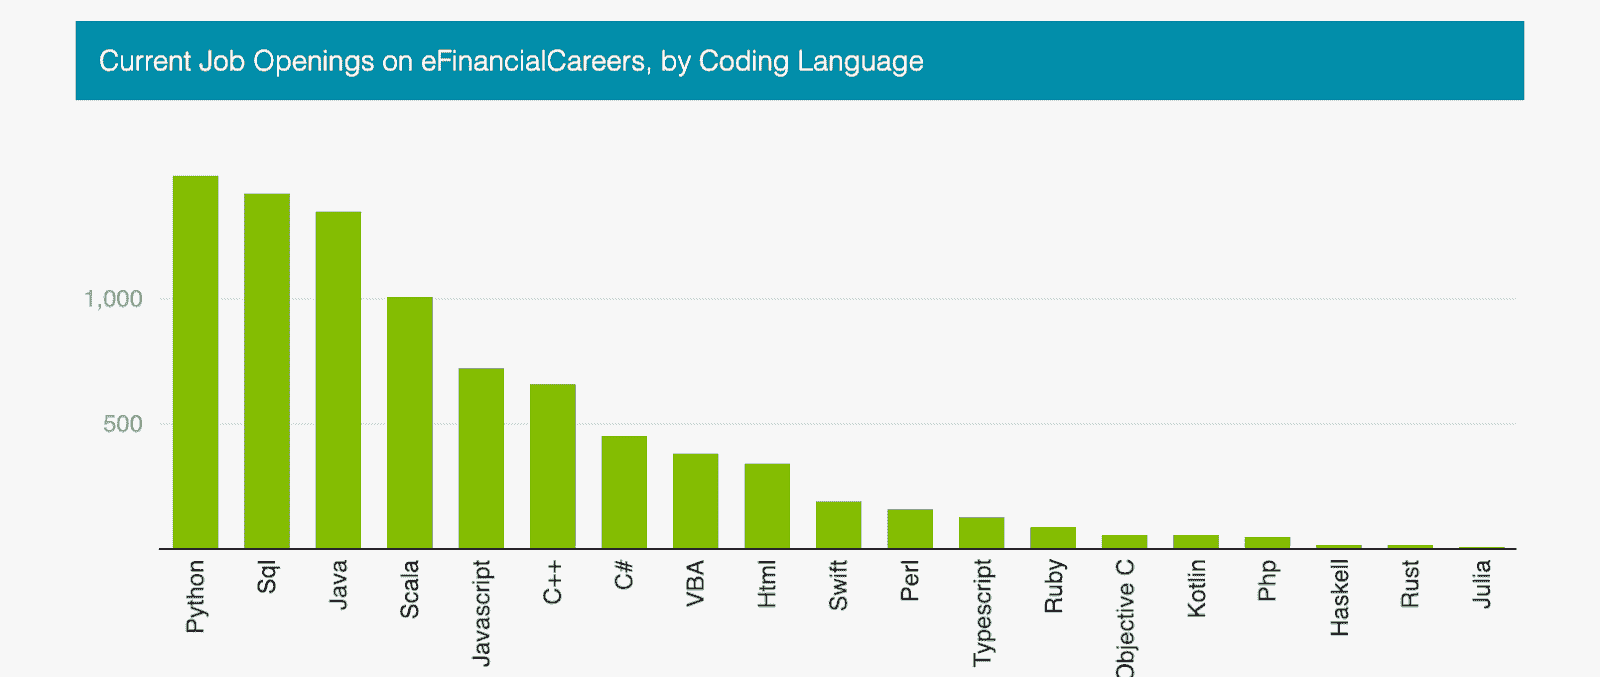 Current Job Openings on eFinancialCareers, by Coding Language
1,000
500
Python
Sql
Java
Scala
Javascript
C++
C#
VBA
Html
Swift
Perl
Typescript
Ruby
Objective C
Kotlin
Php
Haskell
Rust
Julia